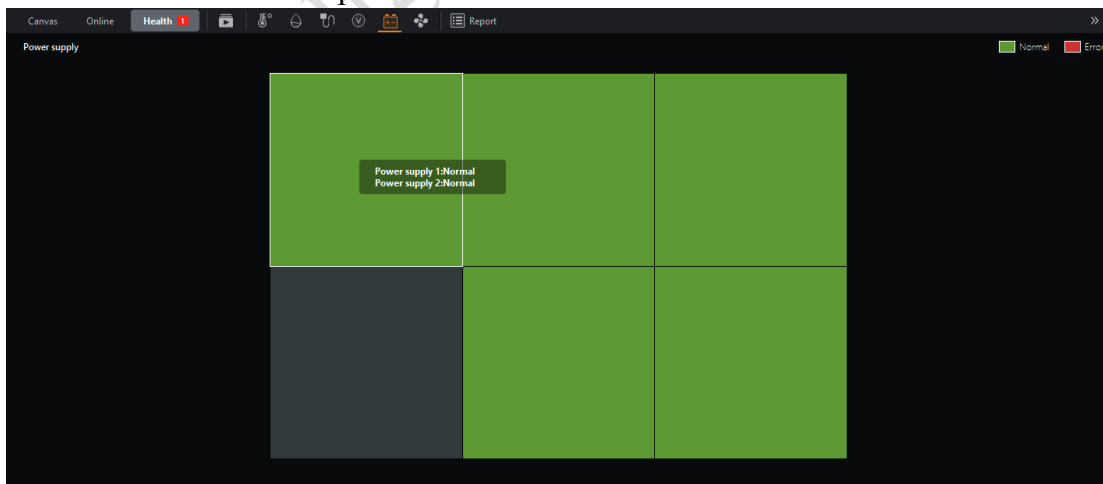 Canvas Online Health 1 Report
Power supply Normal Error
Power supply 1:Normal
Power supply 2:Normal